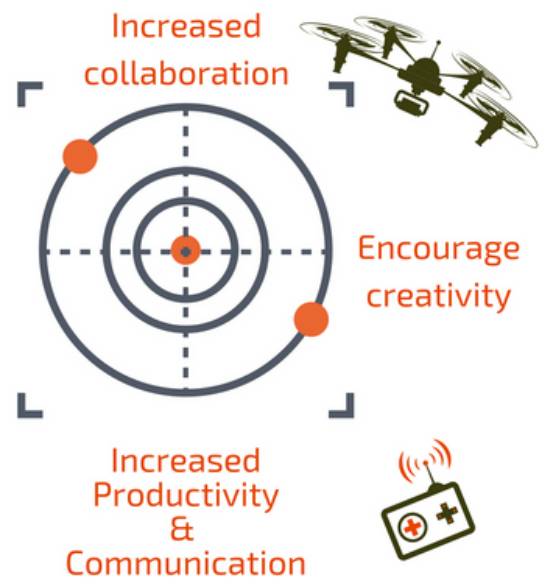 Increased
collaboration
Encourage
creativity
Increased
Productivity
&
Communication